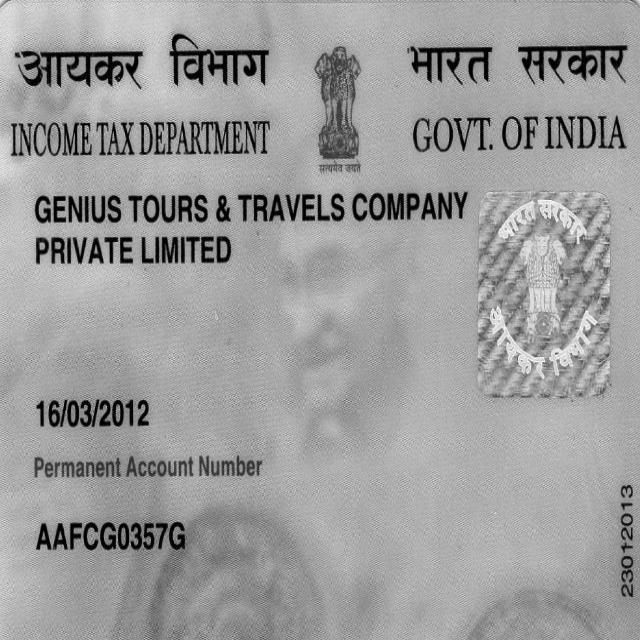 आयकर विभाग
भारत सरकार
INCOME TAX DEPARTMENT
GOVT. OF INDIA
सत्यमेव जयते
GENIUS TOURS & TRAVELS COMPANY
PRIVATE LIMITED
भारत सरकार
आयकर विभाग
16/03/2012
Permanent Account Number
AAFCG0357G
23012013